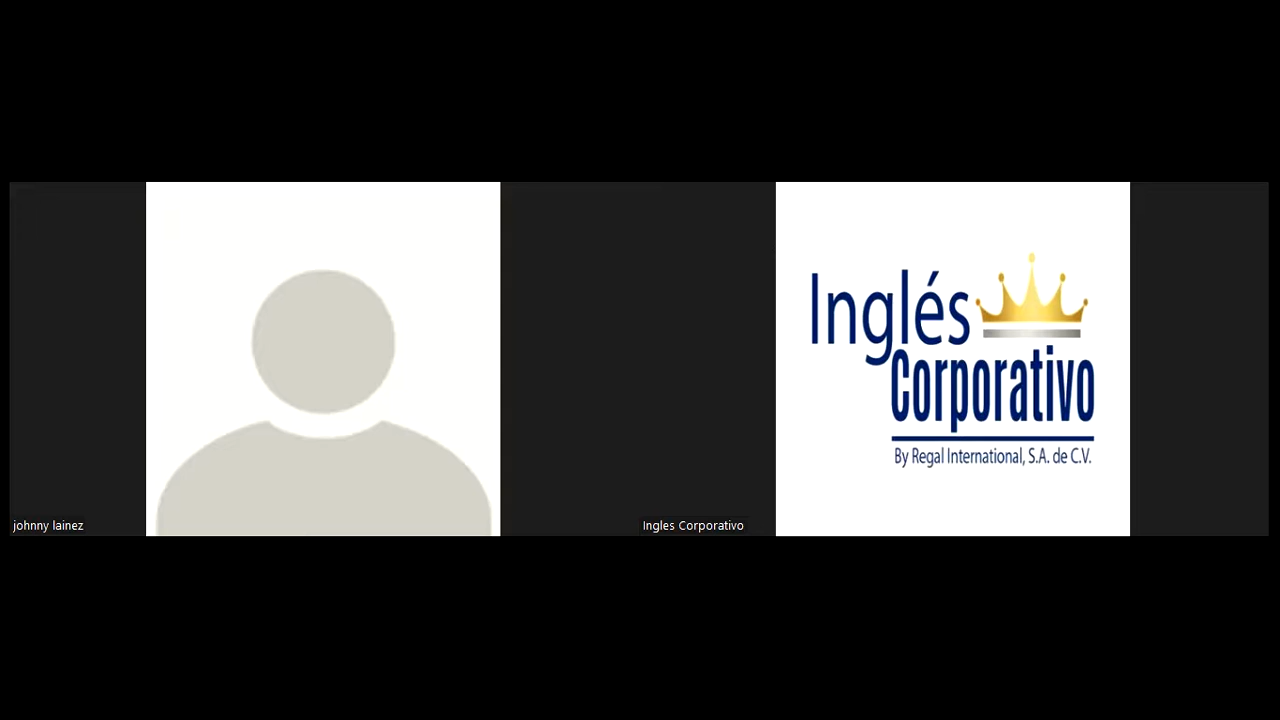 Inglés
Corporativo
By Regal International, S.A. de C.V.
johnny lainez
Ingles Corporativo